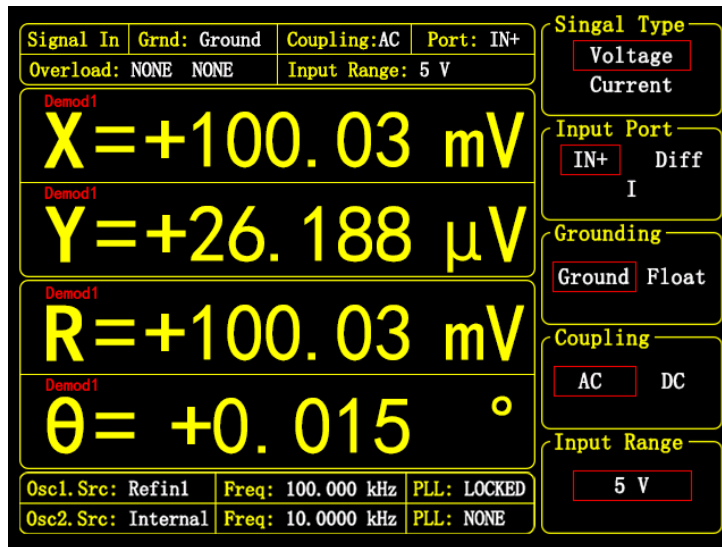 Signal In Grnd: Ground Coupling:AC Port: IN+
Overload: NONE NONE Input Range: 5 V
Demod1
X=+100.03 mV
Demod1
Y=+26.188 μV
Demod1
R=+100.03 mV
Demod1
θ= +0.015 °
Osc1.Src: Refin1 Freq: 100.000 kHz PLL: LOCKED
Osc2.Src: Internal Freq: 10.0000 kHz PLL: NONE
Singal Type
Voltage
Current
Input Port
IN+ Diff
I
Grounding
Ground Float
Coupling
AC DC
Input Range
5 V